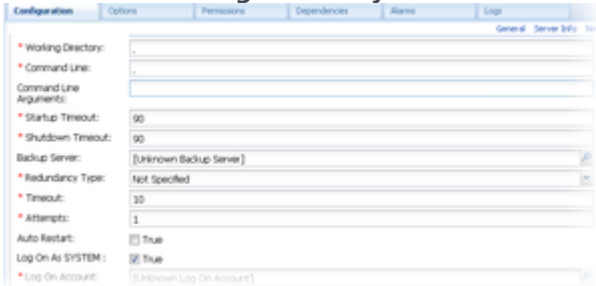 Configuration Options Permissions Dependencies Alarms Logs
General Server Info
* Working Directory: .
* Command Line: .
Command Line
Arguments:
* Startup Timeout: 90
* Shutdown Timeout: 90
Backup Server: [Unknown Backup Server]
* Redundancy Type: Not Specified
* Timeout: 10
* Attempts: 1
Auto Restart: True
Log On As SYSTEM : True
* Log On Account: [Unknown Log On Account]